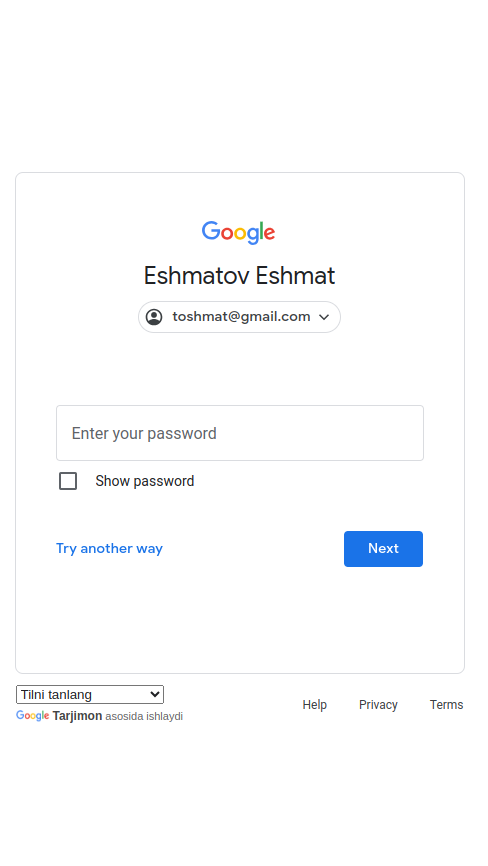 Google
Eshmatov Eshmat
toshmat@gmail.com
Enter your password
Show password
Try another way
Next
Tilni tanlang
Google Tarjimon asosida ishlaydi
Help
Privacy
Terms